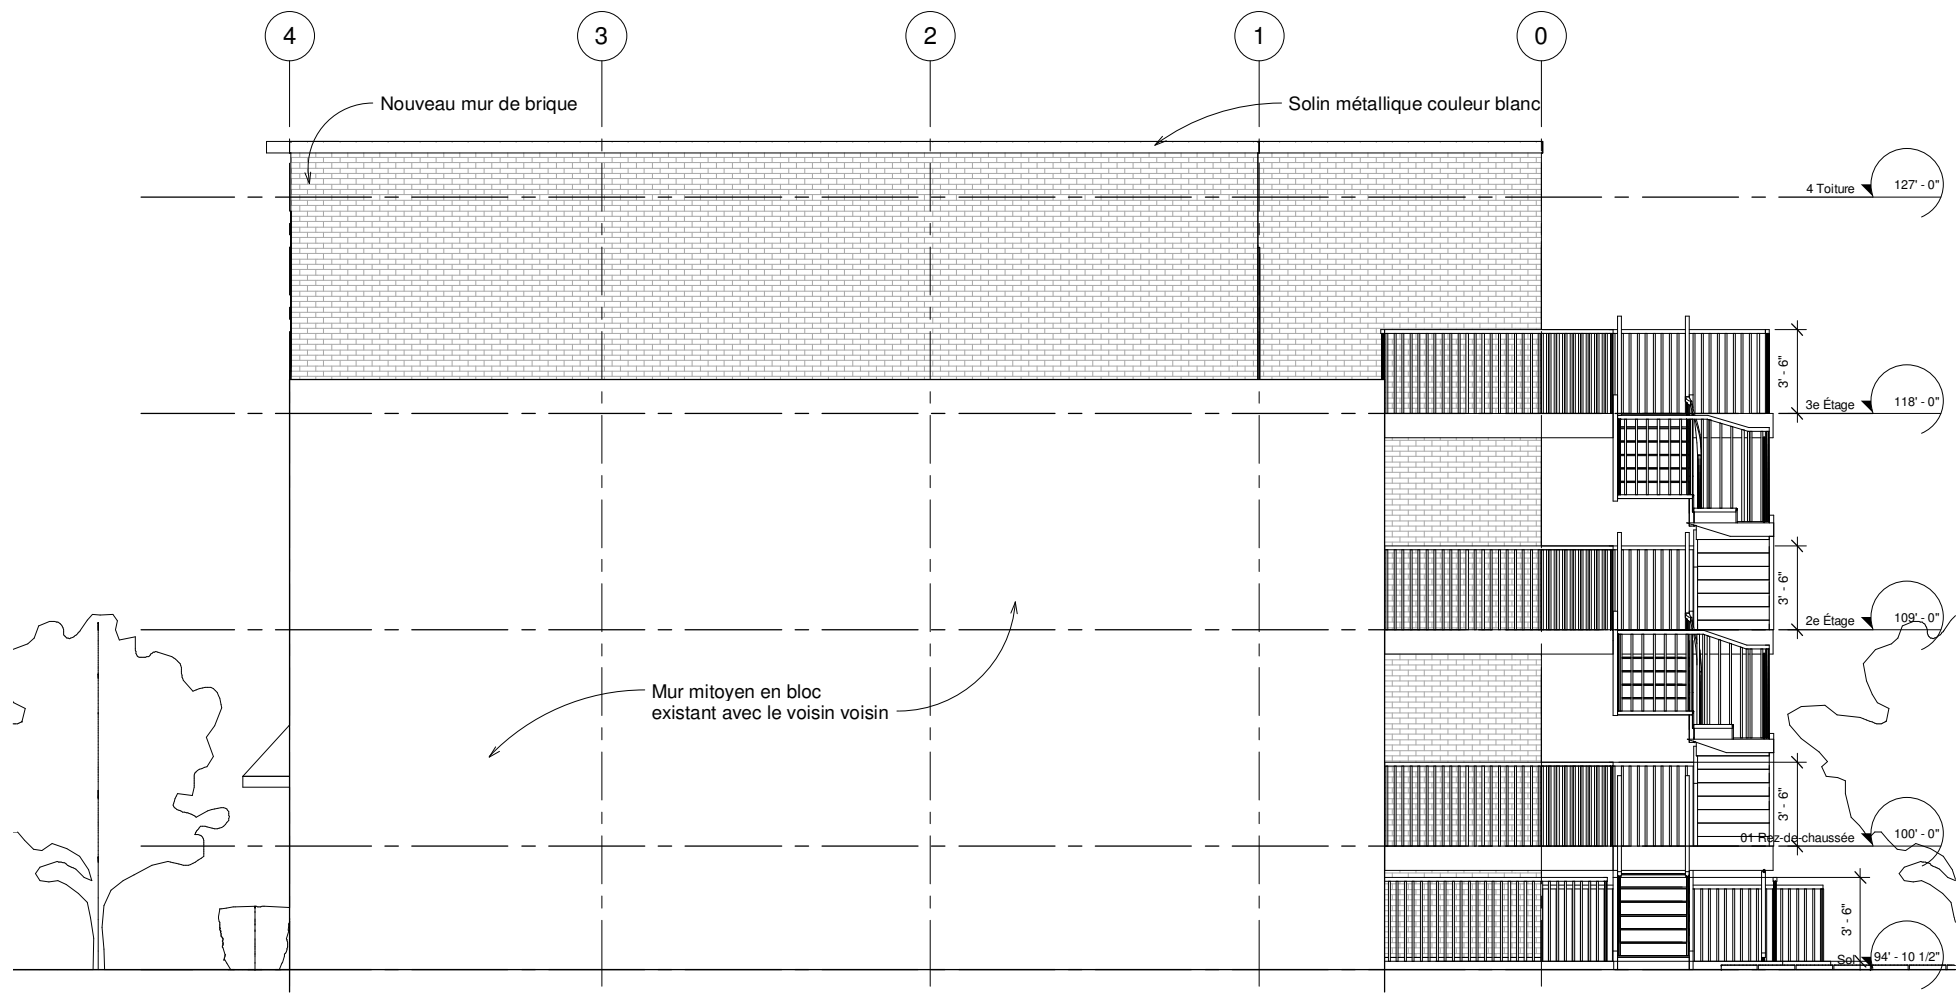 4
3
2
1
0
Nouveau mur de brique
Solin métallique couleur blanc
4 Toiture
127' - 0"
3' - 6"
3e Étage
118' - 0"
3' - 6"
2e Étage
109' - 0"
Mur mitoyen en bloc
existant avec le voisin voisin
3' - 6"
01 Rez-de-chaussée
100' - 0"
3' - 6"
Sol
94' - 10 1/2"